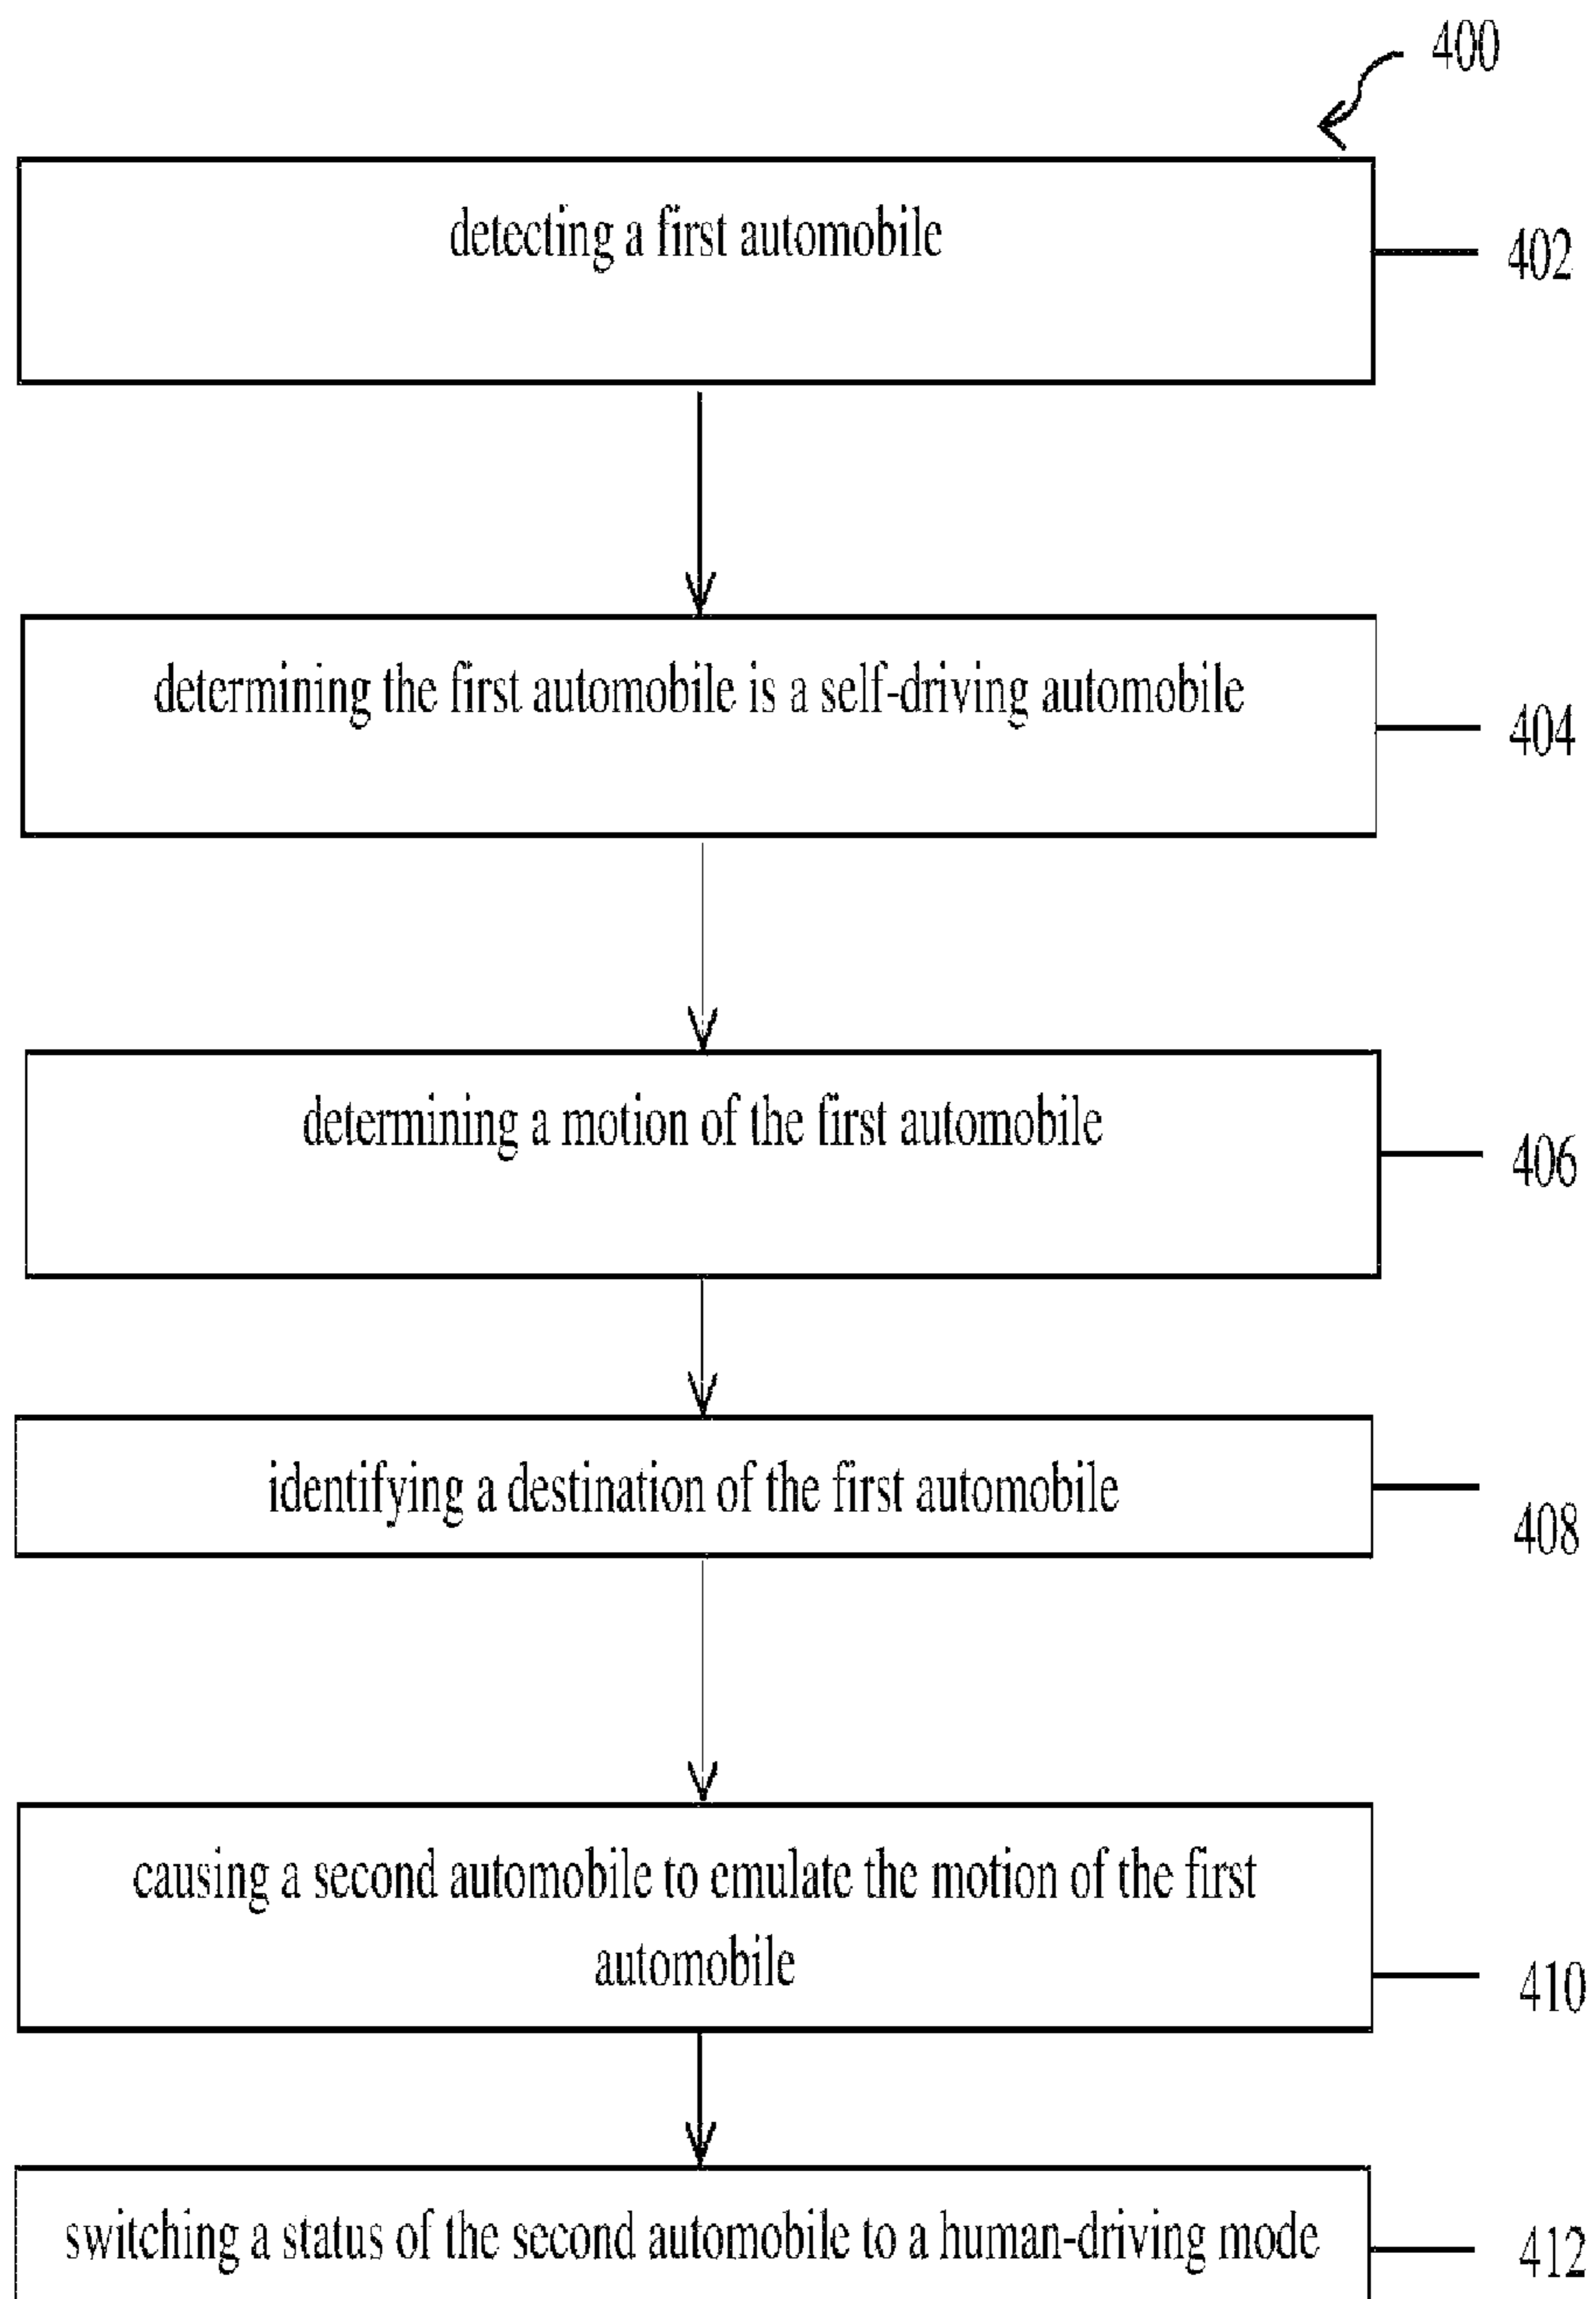 400
detecting a first automobile
402
determining the first automobile is a self-driving automobile
404
determining a motion of the first automobile
406
identifying a destination of the first automobile
408
causing a second automobile to emulate the motion of the first
automobile
410
switching a status of the second automobile to a human-driving mode
412